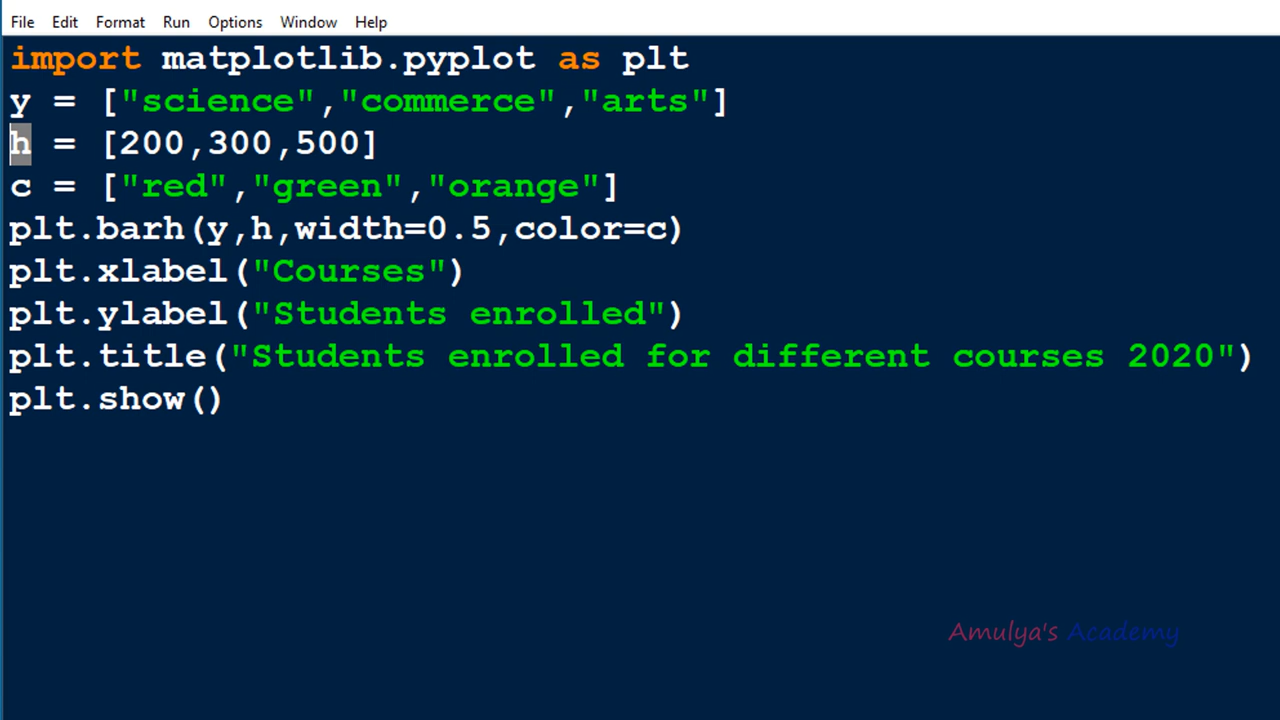 File Edit Format Run Options Window Help
import matplotlib.pyplot as plt
y = ["science","commerce","arts"]
h = [200,300,500]
c = ["red","green","orange"]
plt.barh(y,h,width=0.5,color=c)
plt.xlabel("Courses")
plt.ylabel("Students enrolled")
plt.title("Students enrolled for different courses 2020")
plt.show()
Amulya's Academy